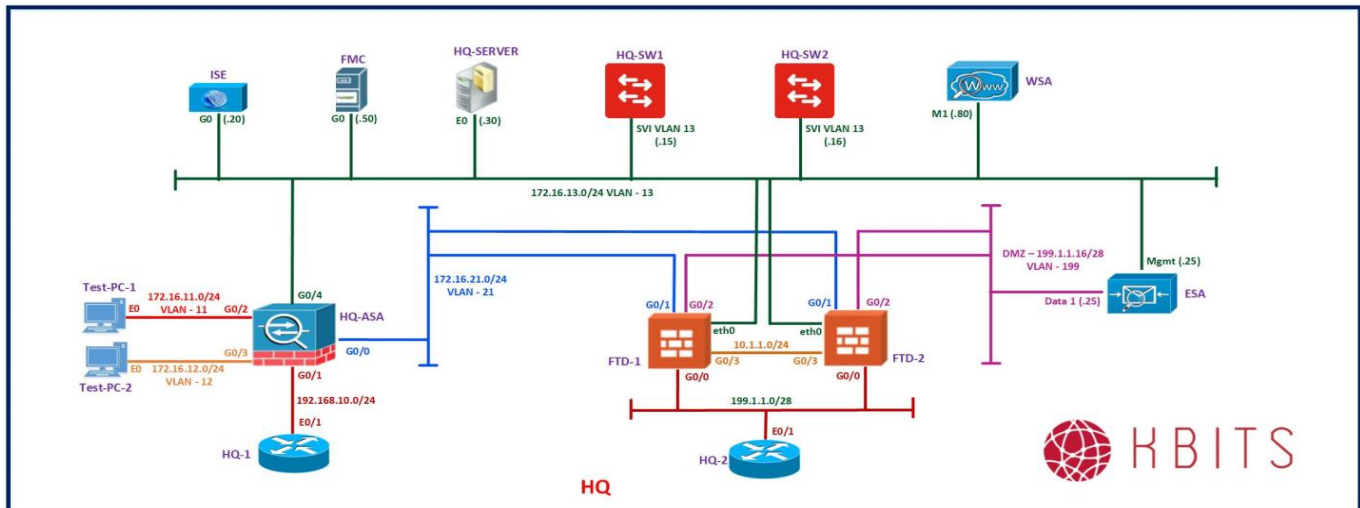 HQ-SERVER
HQ-SW1
HQ-SW2
FMC
ISE
WSA
G0 (.20)
G0 (.50)
E0 (.30)
SVI VLAN 13
(.15)
SVI VLAN 13
(.16)
M1 (.80)
172.16.13.0/24 VLAN - 13
DMZ – 199.1.1.16/28
VLAN - 199
Mgmt (.25)
Test-PC-1
172.16.11.0/24
VLAN - 11
E0
G0/2
G0/4
HQ-ASA
172.16.21.0/24
VLAN - 21
G0/1
G0/2
G0/1
G0/2
Data 1 (.25)
ESA
eth0
eth0
G0/3
G0/0
E0
172.16.12.0/24
VLAN - 12
Test-PC-2
G0/1
10.1.1.0/24
FTD-1
G0/3
G0/3
FTD-2
G0/0
G0/0
192.168.10.0/24
199.1.1.0/28
E0/1
E0/1
HQ-1
HQ-2
HQ
KBITS